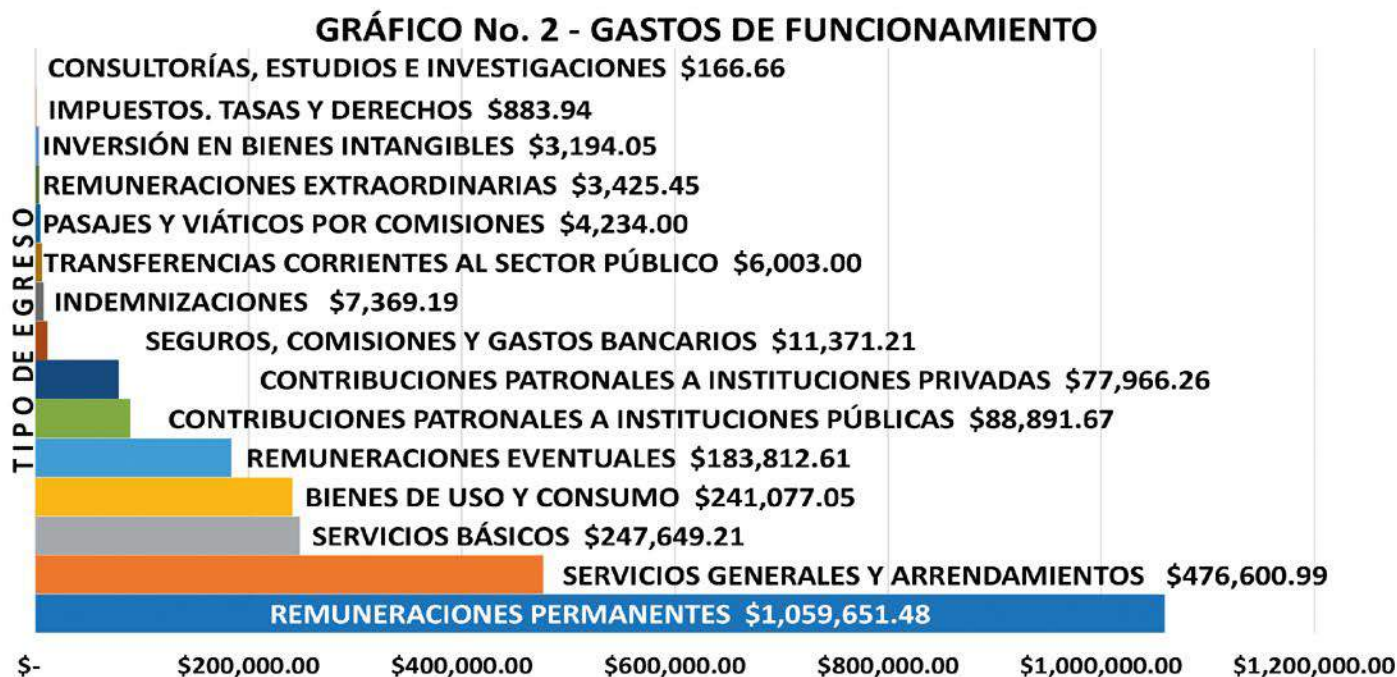 GRÁFICO No. 2 - GASTOS DE FUNCIONAMIENTO
TIPO DE EGRESO
CONSULTORÍAS, ESTUDIOS E INVESTIGACIONES $166.66
IMPUESTOS. TASAS Y DERECHOS $883.94
INVERSIÓN EN BIENES INTANGIBLES $3,194.05
REMUNERACIONES EXTRAORDINARIAS $3,425.45
PASAJES Y VIÁTICOS POR COMISIONES $4,234.00
TRANSFERENCIAS CORRIENTES AL SECTOR PÚBLICO $6,003.00
INDEMNIZACIONES $7,369.19
SEGUROS, COMISIONES Y GASTOS BANCARIOS $11,371.21
CONTRIBUCIONES PATRONALES A INSTITUCIONES PRIVADAS $77,966.26
CONTRIBUCIONES PATRONALES A INSTITUCIONES PÚBLICAS $88,891.67
REMUNERACIONES EVENTUALES $183,812.61
BIENES DE USO Y CONSUMO $241,077.05
SERVICIOS BÁSICOS $247,649.21
SERVICIOS GENERALES Y ARRENDAMIENTOS $476,600.99
REMUNERACIONES PERMANENTES $1,059,651.48
$- $200,000.00 $400,000.00 $600,000.00 $800,000.00 $1,000,000.00 $1,200,000.00